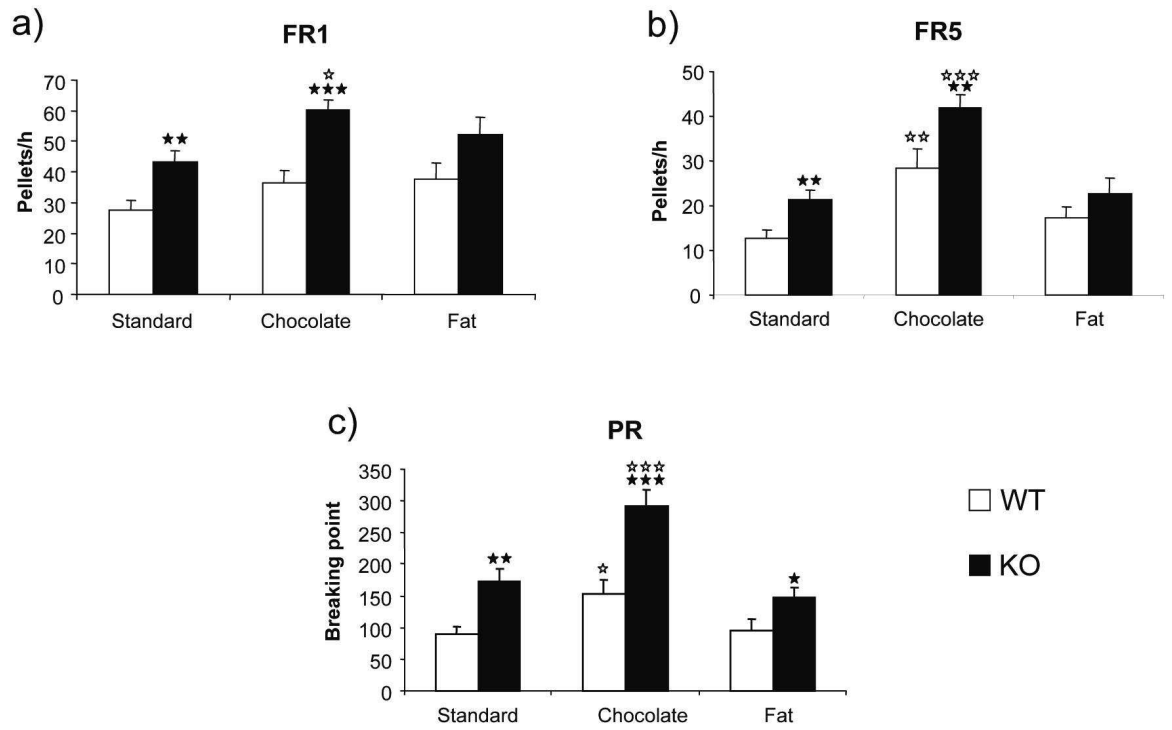 a)
FR1
Pellets/h
70
60
50
40
30
20
10
0
☆
★★★
★★
Standard Chocolate Fat
b)
FR5
Pellets/h
50
40
30
20
10
0
☆☆☆
★★
☆☆
★★
Standard Chocolate Fat
c)
PR
Breaking point
350
300
250
200
150
100
50
0
☆☆☆
★★★
★★
☆
★
Standard Chocolate Fat
WT
KO